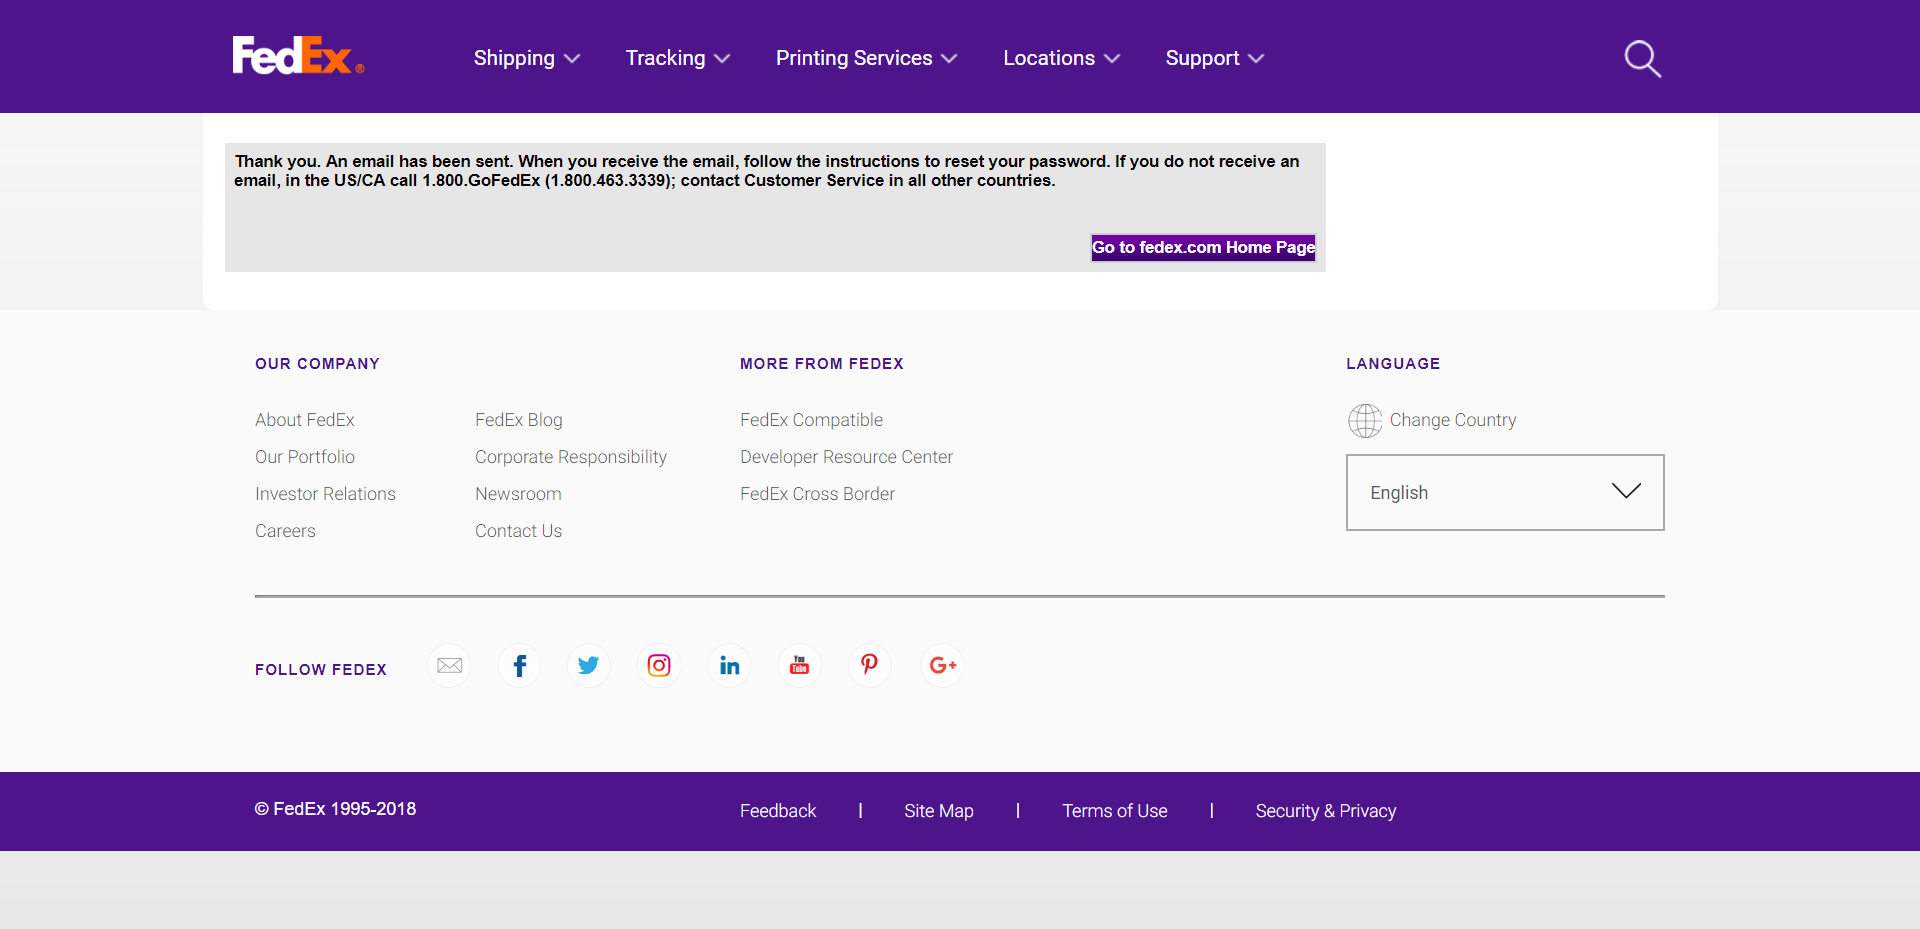 FedEx®
Shipping
Tracking
Printing Services
Locations
Support
Thank you. An email has been sent. When you receive the email, follow the instructions to reset your password. If you do not receive an
email, in the US/CA call 1.800.GoFedEx (1.800.463.3339); contact Customer Service in all other countries.
Go to fedex.com Home Page
OUR COMPANY
About FedEx
Our Portfolio
Investor Relations
Careers
FedEx Blog
Corporate Responsibility
Newsroom
Contact Us
MORE FROM FEDEX
FedEx Compatible
Developer Resource Center
FedEx Cross Border
LANGUAGE
Change Country
English
FOLLOW FEDEX
f
in
You
Tube
G+
© FedEx 1995-2018
Feedback | Site Map | Terms of Use | Security & Privacy